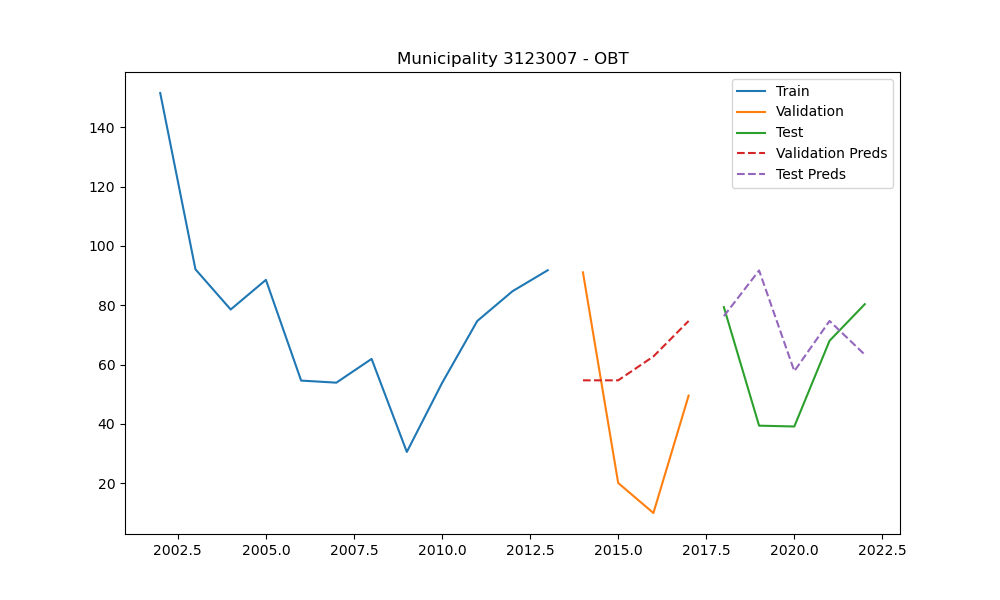 Municipality 3123007 - OBT
Train
Validation
Test
Validation Preds
Test Preds
140
120
100
80
60
40
20
2002.5 2005.0 2007.5 2010.0 2012.5 2015.0 2017.5 2020.0 2022.5